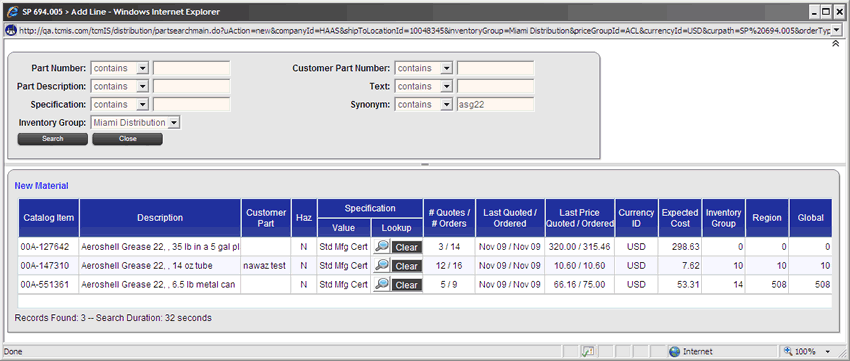 SP 694.005 > Add Line - Windows Internet Explorer
http://qa.tcmis.com/tcmIS/distribution/partsearchmain.do?uAction=new&companyId=HAAS&shipToLocationId=10048345&inventoryGroup=Miami Distribution&priceGroupId=ACL&currencyId=USD&curpath=SP%20694.005&orderTyp
Part Number: contains Customer Part Number: contains
Part Description: contains Text: contains
Specification: contains Synonym: contains asg22
Inventory Group: Miami Distribution
Search Close
New Material
Catalog Item Description Customer Part Haz Specification Value Lookup # Quotes / # Orders Last Quoted / Ordered Last Price Quoted / Ordered Currency ID Expected Cost Inventory Group Region Global
00A-127642 Aeroshell Grease 22, , 35 lb in a 5 gal pl N Std Mfg Cert Clear 3 / 14 Nov 09 / Nov 09 320.00 / 315.46 USD 298.63 0 0 0
00A-147310 Aeroshell Grease 22, , 14 oz tube nawaz test N Std Mfg Cert Clear 12 / 16 Nov 09 / Nov 09 10.60 / 10.60 USD 7.62 10 10 10
00A-551361 Aeroshell Grease 22, , 6.5 lb metal can N Std Mfg Cert Clear 5 / 9 Nov 09 / Nov 09 66.16 / 75.00 USD 53.31 14 508 508
Records Found: 3 -- Search Duration: 32 seconds
Done Internet 100%